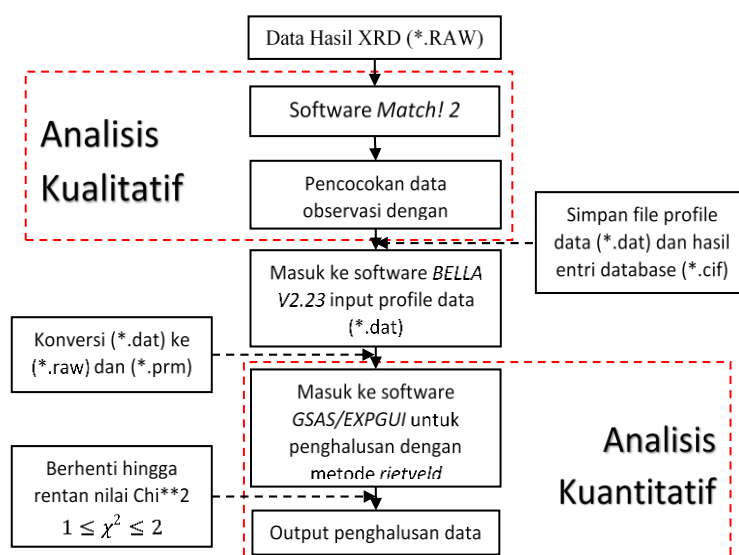 Data Hasil XRD (*.RAW)
Analisis
Kualitatif
Software Match! 2
Pencocokan data
observasi dengan
Simpan file profile
data (*.dat) dan hasil
entri database (*.cif)
Masuk ke software BELLA
V2.23 input profile data
(*.dat)
Konversi (*.dat) ke
(*.raw) dan (*.prm)
Masuk ke software
GSAS/EXPGUI untuk
penghalusan dengan
metode rietveld
Analisis
Kuantitatif
Berhenti hingga
rentan nilai Chi**2
1 ≤ χ² ≤ 2
Output penghalusan data